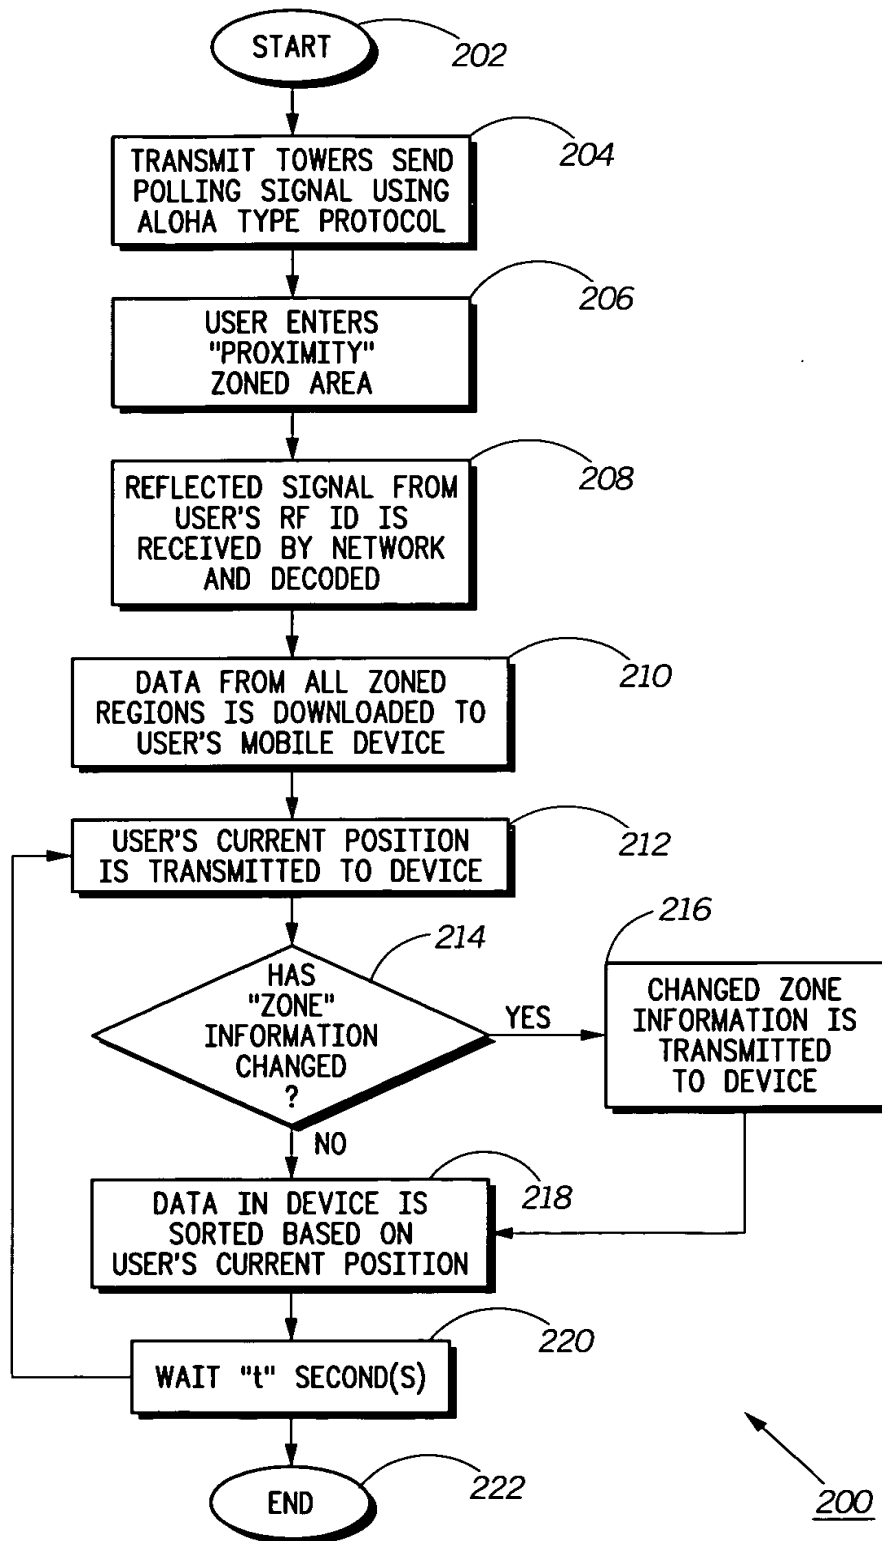 START
202
TRANSMIT TOWERS SEND
POLLING SIGNAL USING
ALOHA TYPE PROTOCOL
204
USER ENTERS
"PROXIMITY"
ZONED AREA
206
REFLECTED SIGNAL FROM
USER'S RF ID IS
RECEIVED BY NETWORK
AND DECODED
208
DATA FROM ALL ZONED
REGIONS IS DOWNLOADED TO
USER'S MOBILE DEVICE
210
USER'S CURRENT POSITION
IS TRANSMITTED TO DEVICE
212
HAS
"ZONE"
INFORMATION
CHANGED
?
214
YES
NO
CHANGED ZONE
INFORMATION IS
TRANSMITTED
TO DEVICE
216
DATA IN DEVICE IS
SORTED BASED ON
USER'S CURRENT POSITION
218
WAIT "t" SECOND(S)
220
END
222
200